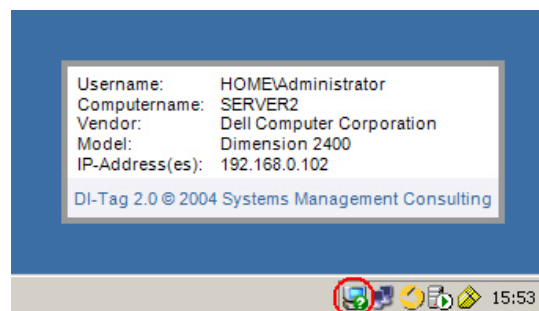 Username: HOME\Administrator
Computername: SERVER2
Vendor: Dell Computer Corporation
Model: Dimension 2400
IP-Address(es): 192.168.0.102
DI-Tag 2.0 © 2004 Systems Management Consulting
15:53